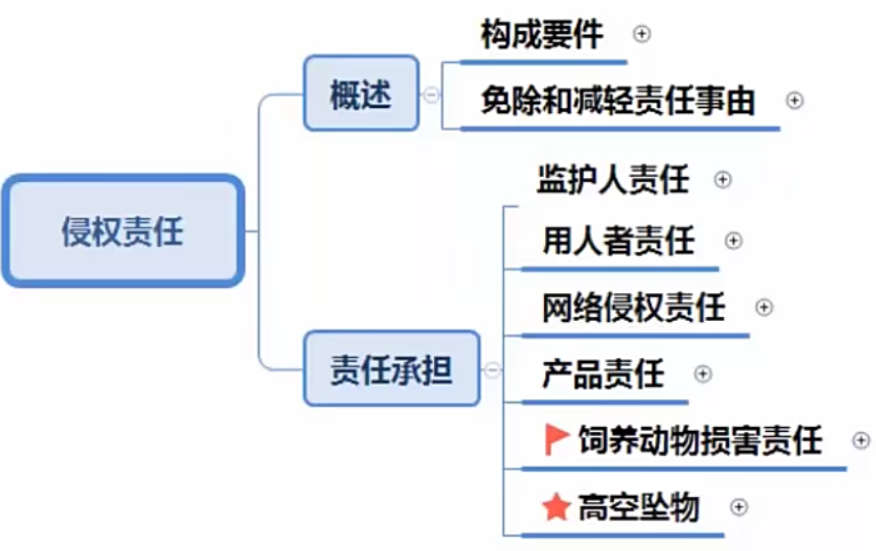 侵权责任
概述
构成要件
免除和减轻责任事由
责任承担
监护人责任
用人者责任
网络侵权责任
产品责任
饲养动物损害责任
高空坠物